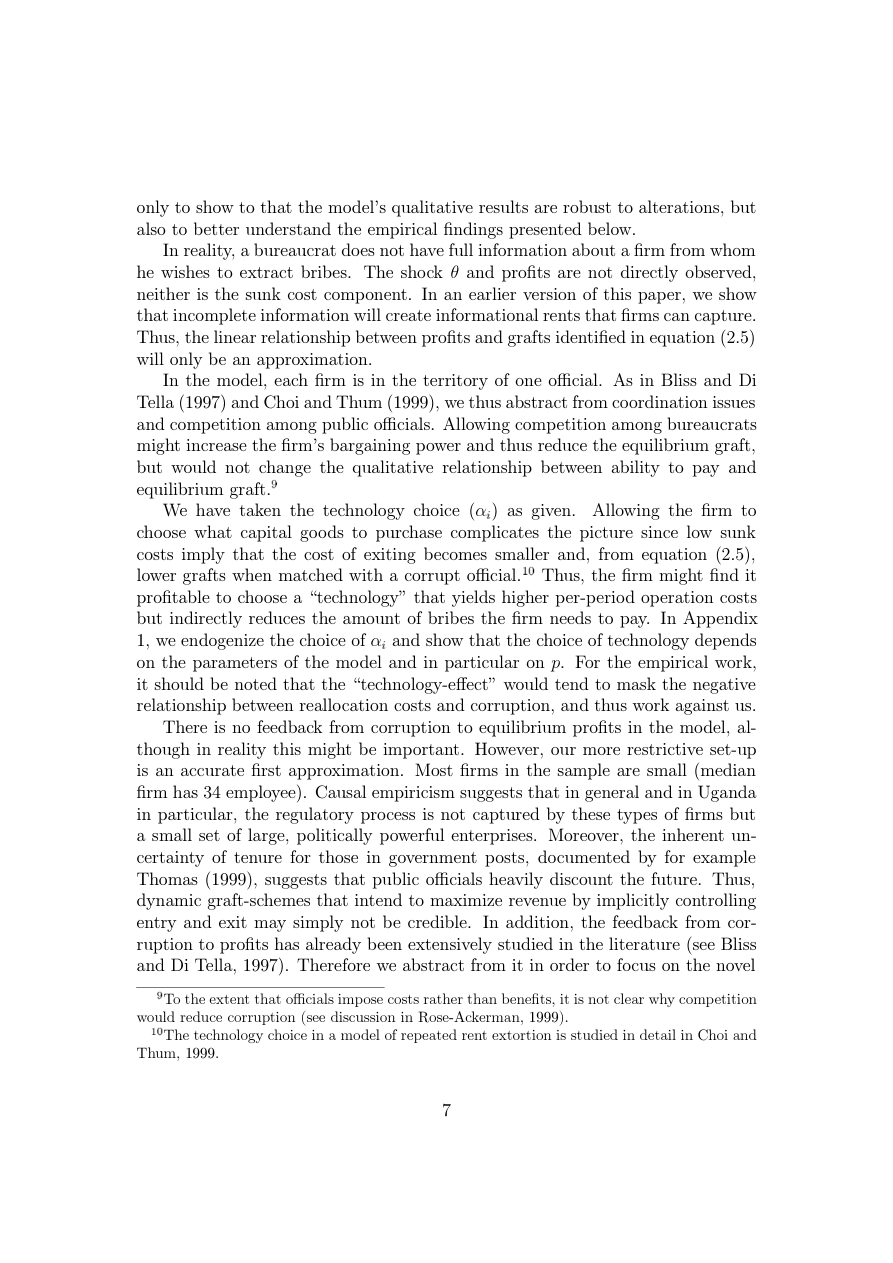 only to show to that the model's qualitative results are robust to alterations, but
also to better understand the empirical findings presented below.
In reality, a bureaucrat does not have full information about a firm from whom
he wishes to extract bribes. The shock θ and profits are not directly observed,
neither is the sunk cost component. In an earlier version of this paper, we show
that incomplete information will create informational rents that firms can capture.
Thus, the linear relationship between profits and grafts identified in equation (2.5)
will only be an approximation.
In the model, each firm is in the territory of one official. As in Bliss and Di
Tella (1997) and Choi and Thum (1999), we thus abstract from coordination issues
and competition among public officials. Allowing competition among bureaucrats
might increase the firm's bargaining power and thus reduce the equilibrium graft,
but would not change the qualitative relationship between ability to pay and
equilibrium graft.⁹
We have taken the technology choice (αᵢ) as given. Allowing the firm to
choose what capital goods to purchase complicates the picture since low sunk
costs imply that the cost of exiting becomes smaller and, from equation (2.5),
lower grafts when matched with a corrupt official.¹⁰ Thus, the firm might find it
profitable to choose a “technology” that yields higher per-period operation costs
but indirectly reduces the amount of bribes the firm needs to pay. In Appendix
1, we endogenize the choice of αᵢ and show that the choice of technology depends
on the parameters of the model and in particular on p. For the empirical work,
it should be noted that the “technology-effect” would tend to mask the negative
relationship between reallocation costs and corruption, and thus work against us.
There is no feedback from corruption to equilibrium profits in the model, al-
though in reality this might be important. However, our more restrictive set-up
is an accurate first approximation. Most firms in the sample are small (median
firm has 34 employee). Causal empiricism suggests that in general and in Uganda
in particular, the regulatory process is not captured by these types of firms but
a small set of large, politically powerful enterprises. Moreover, the inherent un-
certainty of tenure for those in government posts, documented by for example
Thomas (1999), suggests that public officials heavily discount the future. Thus,
dynamic graft-schemes that intend to maximize revenue by implicitly controlling
entry and exit may simply not be credible. In addition, the feedback from cor-
ruption to profits has already been extensively studied in the literature (see Bliss
and Di Tella, 1997). Therefore we abstract from it in order to focus on the novel
⁹To the extent that officials impose costs rather than benefits, it is not clear why competition
would reduce corruption (see discussion in Rose-Ackerman, 1999).
¹⁰The technology choice in a model of repeated rent extortion is studied in detail in Choi and
Thum, 1999.
7